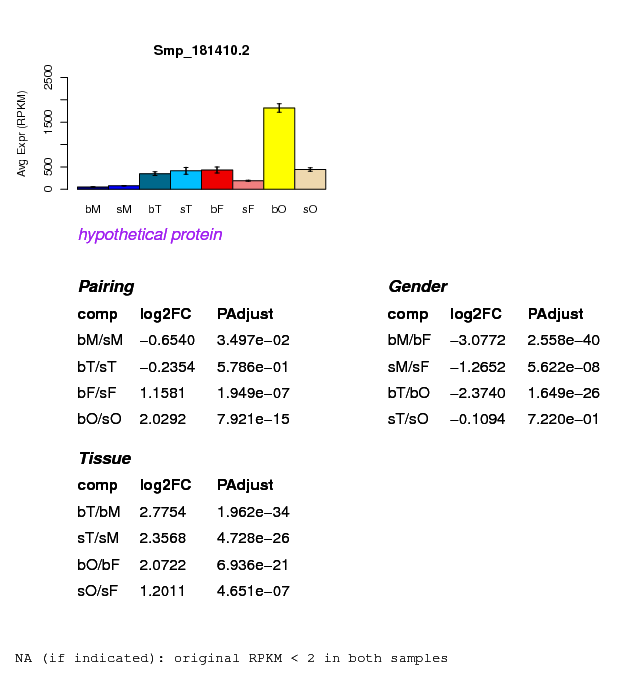 Smp_181410.2
Avg Expr (RPKM)
0 500 1500 2500
bM sM bT sT bF sF bO sO
hypothetical protein
Pairing
comp log2FC PAdjust
bM/sM −0.6540 3.497e−02
bT/sT −0.2354 5.786e−01
bF/sF 1.1581 1.949e−07
bO/sO 2.0292 7.921e−15
Gender
comp log2FC PAdjust
bM/bF −3.0772 2.558e−40
sM/sF −1.2652 5.622e−08
bT/bO −2.3740 1.649e−26
sT/sO −0.1094 7.220e−01
Tissue
comp log2FC PAdjust
bT/bM 2.7754 1.962e−34
sT/sM 2.3568 4.728e−26
bO/bF 2.0722 6.936e−21
sO/sF 1.2011 4.651e−07
NA (if indicated): original RPKM < 2 in both samples